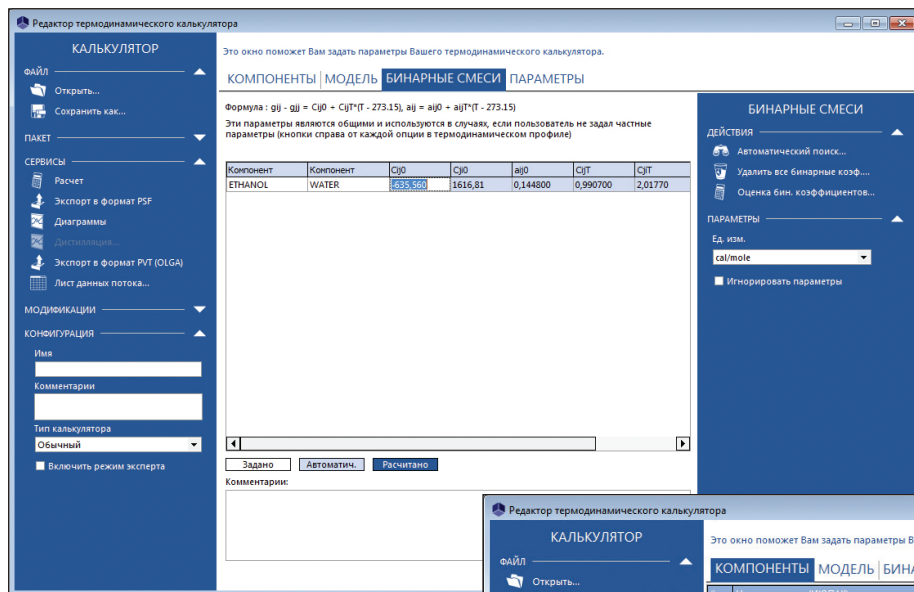 Редактор термодинамического калькулятора
КАЛЬКУЛЯТОР
ФАЙЛ
Открыть...
Сохранить как...
ПАКЕТ
СЕРВИСЫ
Расчет
Экспорт в формат PSF
Диаграммы
Дистилляция...
Экспорт в формат PVT (OLGA)
Лист данных потока...
МОДИФИКАЦИИ
КОНФИГУРАЦИЯ
Имя
Комментарии
Тип калькулятора
Обычный
Включить режим эксперта
Это окно поможет Вам задать параметры Вашего термодинамического калькулятора.
КОМПОНЕНТЫ МОДЕЛЬ БИНАРНЫЕ СМЕСИ ПАРАМЕТРЫ
Формула : gij - gjj = Cij0 + CijT*(T - 273.15), aij = aij0 + aijT*(T - 273.15)
Эти параметры являются общими и используются в случаях, если пользователь не задал частные
параметры (кнопки справа от каждой опции в термодинамическом профиле)
Компонент Компонент Cij0 Cji0 aij0 CijT CjiT
ETHANOL WATER -635,560 1616,81 0,144800 0,990700 2,01770
Задано Автоматич. Расчитано
Комментарии:
БИНАРНЫЕ СМЕСИ
ДЕЙСТВИЯ
Автоматический поиск...
Удалить все бинарные коэф....
Оценка бин. коэффициентов...
ПАРАМЕТРЫ
Ед. изм.
cal/mole
Игнорировать параметры
Редактор термодинамического калькулятора
КАЛ�ькУЛЯТОР
ФАЙЛ
Открыть...
Это окно поможет Вам задать параметры В
КОМПОНЕНТЫ МОДЕЛЬ БИНА